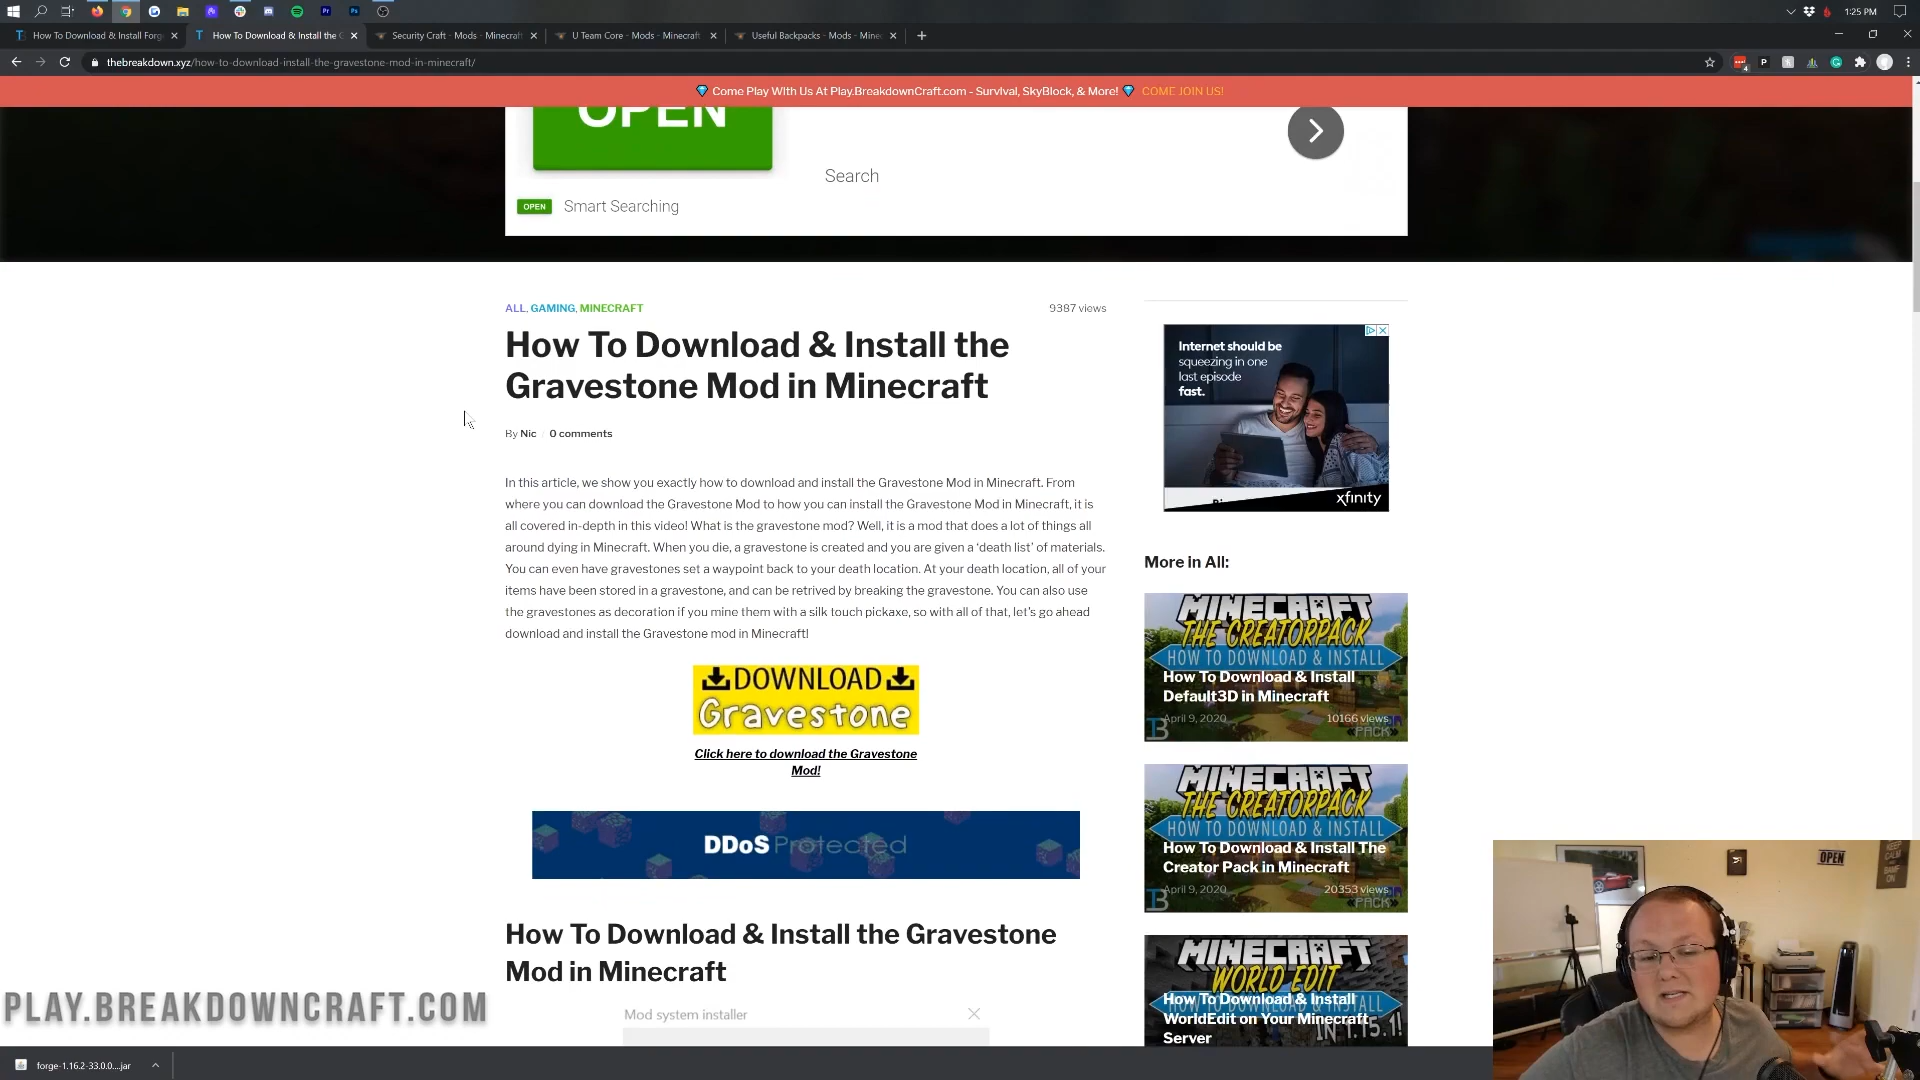 1:25 PM
How To Download & Install Forg
How To Download & Install the
Security Craft - Mods - Minecraft
U Team Core - Mods - Minecraft
Useful Backpacks - Mods - Mine
thebreakdown.xyz/how-to-download-install-the-gravestone-mod-in-minecraft/
Come Play With Us At Play.BreakdownCraft.com - Survival, SkyBlock, & More! COME JOIN US!
OPEN
Search
OPEN Smart Searching
ALL, GAMING, MINECRAFT
9387 views
How To Download & Install the
Gravestone Mod in Minecraft
By Nic / 0 comments
In this article, we show you exactly how to download and install the Gravestone Mod in Minecraft. From
where you can download the Gravestone Mod to how you can install the Gravestone Mod in Minecraft, it is
all covered in-depth in this video! What is the gravestone mod? Well, it is a mod that does a lot of things all
around dying in Minecraft. When you die, a gravestone is created and you are given a ‘death list’ of materials.
You can even have gravestones set a waypoint back to your death location. At your death location, all of your
items have been stored in a gravestone, and can be retrived by breaking the gravestone. You can also use
the gravestones as decoration if you mine them with a silk touch pickaxe, so with all of that, let's go ahead
download and install the Gravestone mod in Minecraft!
DOWNLOAD
Gravestone
Click here to download the Gravestone
Mod!
DDoS Protected
How To Download & Install the Gravestone
Mod in Minecraft
Mod system installer
Internet should be
squeezing in one
last episode
fast.
xfinity
More in All:
MINECRAFT
THE CREATORPACK
HOW TO DOWNLOAD & INSTALL
How To Download & Install
Default3D in Minecraft
April 9, 2020
10166 views
PACK
MINECRAFT
THE CREATORPACK
HOW TO DOWNLOAD & INSTALL
How To Download & Install The
Creator Pack in Minecraft
April 9, 2020
20353 views
PACK
MINECRAFT
WORLD EDIT
HOW TO DOWNLOAD & INSTALL
How To Download & Install
WorldEdit on Your Minecraft
Server
IN 1.15.1!
OPEN
KEEP
CALM
AND
BAMF
ON
PLAY.BREAKDOWNCRAFT.COM
forge-1.16.2-33.0.0....jar